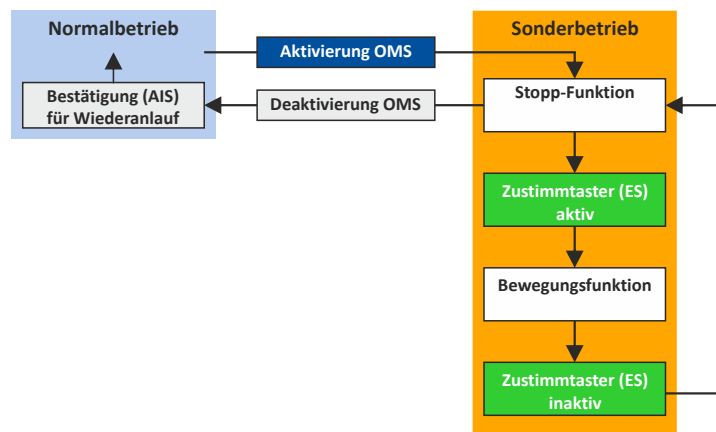 Normalbetrieb
Aktivierung OMS
Sonderbetrieb
Bestätigung (AIS)
für Wiederanlauf
Deaktivierung OMS
Stopp-Funktion
Zustimmtaster (ES)
aktiv
Bewegungsfunktion
Zustimmtaster (ES)
inaktiv